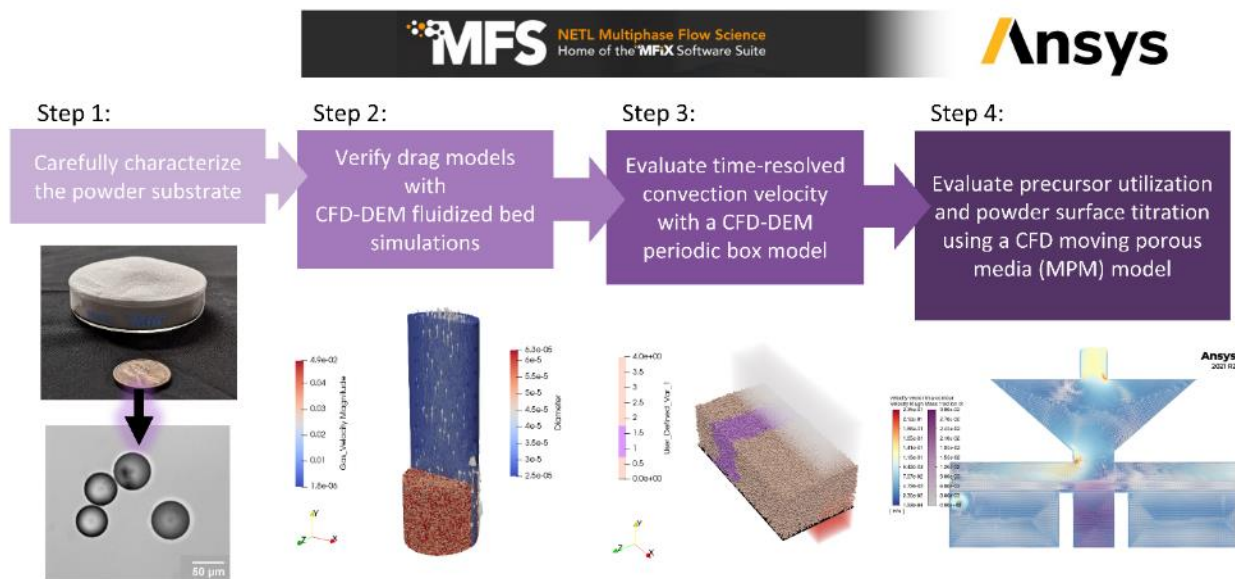 MFS
NETL Multiphase Flow Science
Home of the MFiX Software Suite
Ansys
Step 1:
Carefully characterize
the powder substrate
Step 2:
Verify drag models
with
CFD-DEM fluidized bed
simulations
Step 3:
Evaluate time-resolved
convection velocity
with a CFD-DEM
periodic box model
Step 4:
Evaluate precursor utilization
and powder surface titration
using a CFD moving porous
media (MPM) model
50 μm
4.9e-02
0.04
0.03
0.02
0.01
1.8e-06
Gas_Velocity Magnitude
6.3e-05
6e-5
5.5e-5
5e-5
4.5e-5
4e-5
3.5e-5
3e-5
2.5e-05
Diameter
Y
Z
X
4.0e+00
3.5
3
2.5
2
1.5
1
0.5
0.0e+00
User_Defined_Var_1
Y
Z
X
Ansys
2021 R2